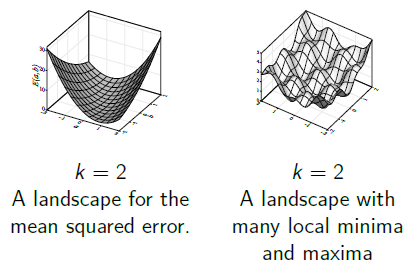 E(a,b)
k = 2
A landscape for the
mean squared error.
k = 2
A landscape with
many local minima
and maxima